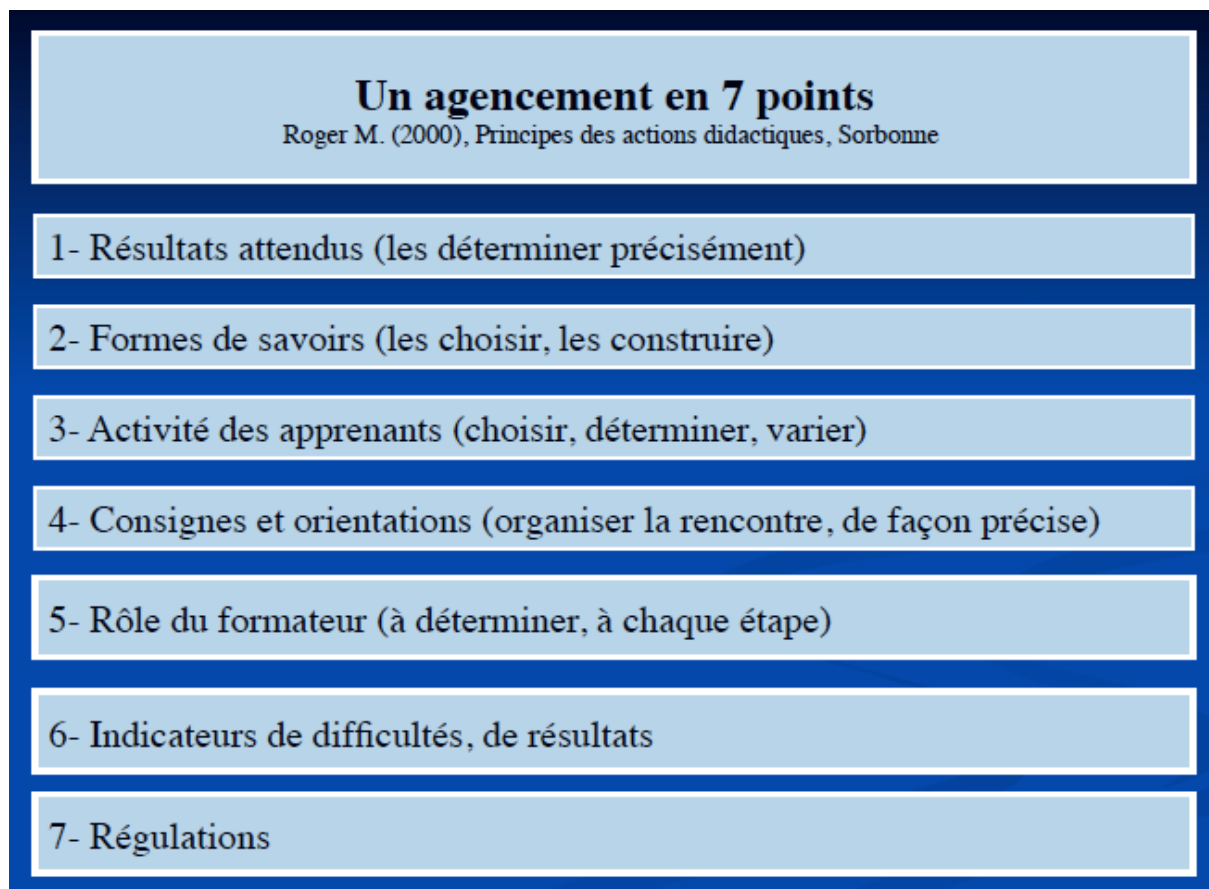 Un agencement en 7 points
Roger M. (2000), Principes des actions didactiques, Sorbonne
1- Résultats attendus (les déterminer précisément)
2- Formes de savoirs (les choisir, les construire)
3- Activité des apprenants (choisir, déterminer, varier)
4- Consignes et orientations (organiser la rencontre, de façon précise)
5- Rôle du formateur (à déterminer, à chaque étape)
6- Indicateurs de difficultés, de résultats
7- Régulations